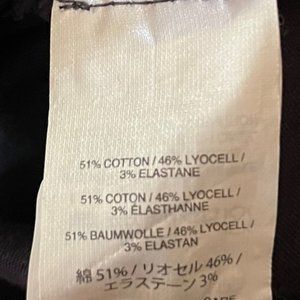 51% COTTON / 46% LYOCELL /
3% ELASTANE
51% COTON / 46% LYOCELL /
3% ÉLASTHANNE
51% BAUMWOLLE / 46% LYOCELL /
3% ELASTAN
綿 51% / リオセル 46% /
エラステーン 3%